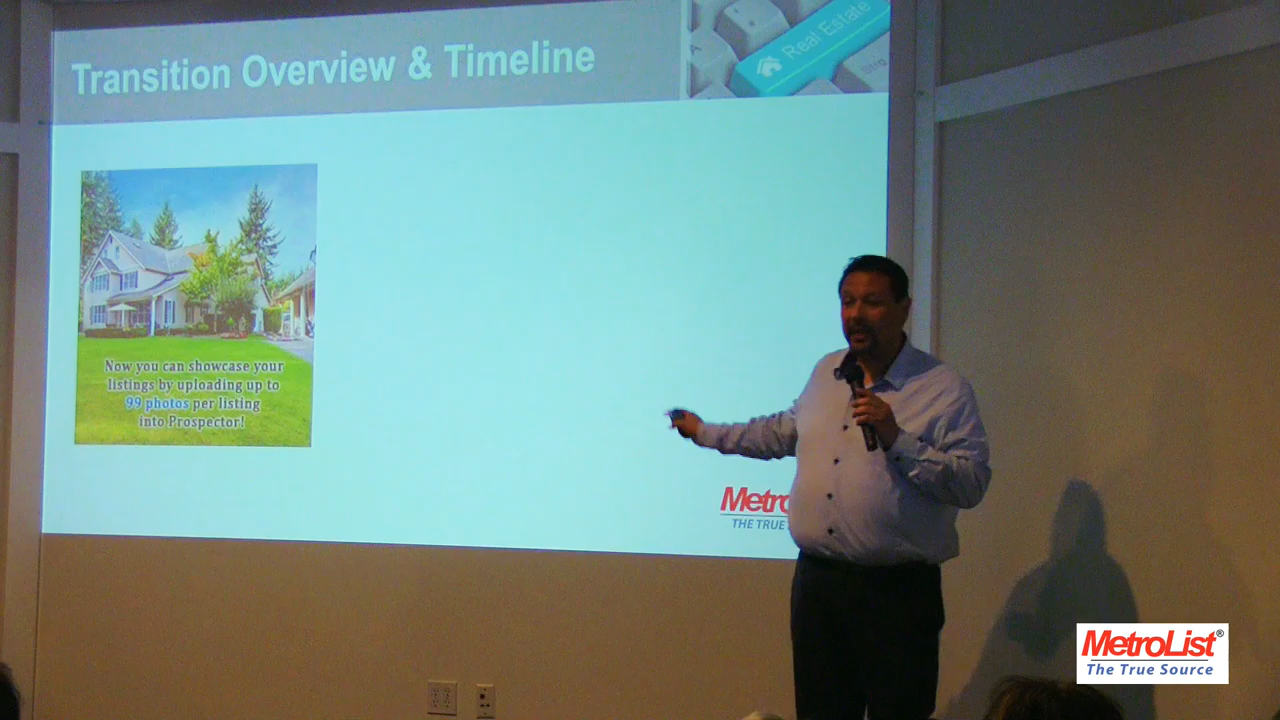 Transition Overview & Timeline
Real Estate
Now you can showcase your
listings by uploading up to
99 photos per listing
into Prospector!
Metro
THE TRUE
MetroList®
The True Source